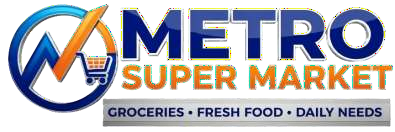 METRO
SUPER MARKET
GROCERIES • FRESH FOOD • DAILY NEEDS